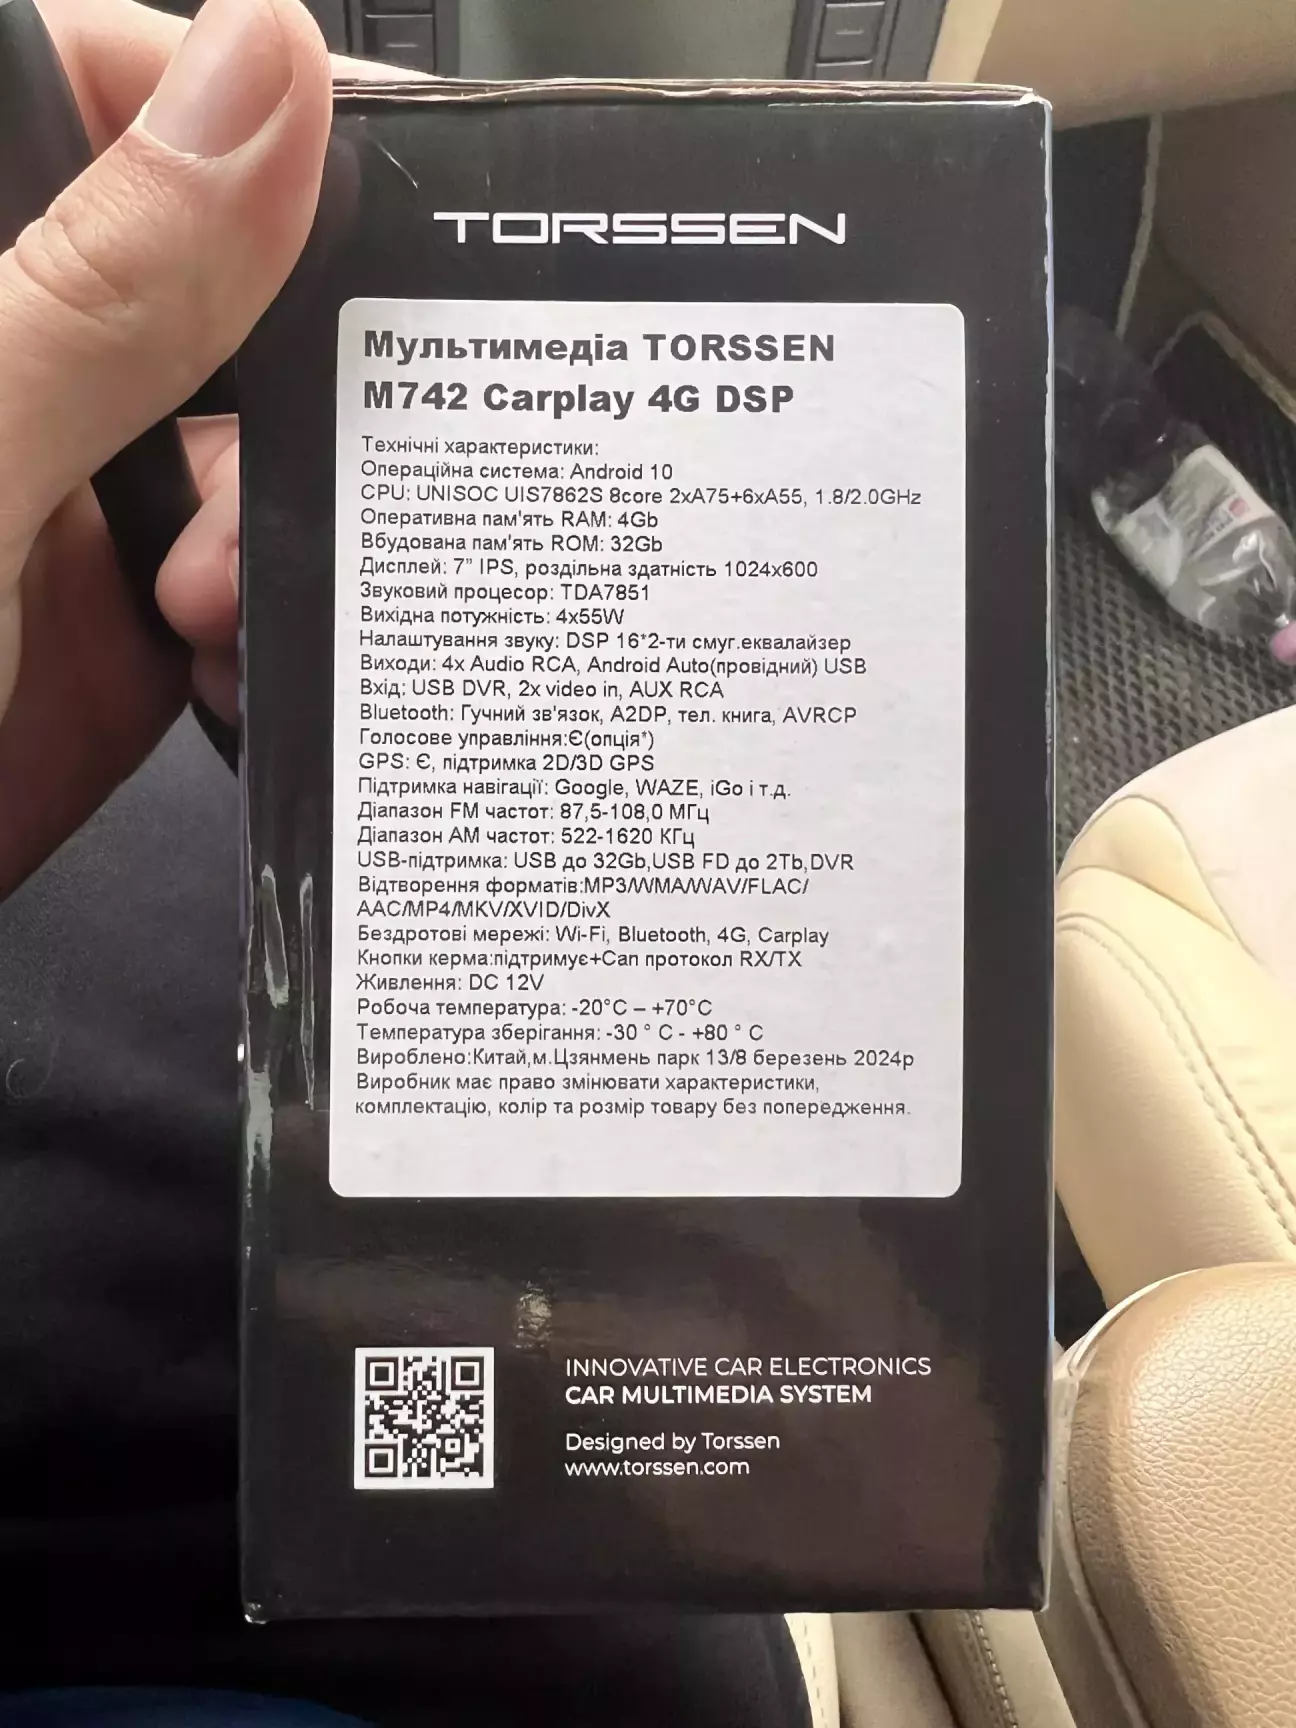 TORSSEN
Мультимедіа TORSSEN
M742 Carplay 4G DSP
Технічні характеристики:
Операційна система: Android 10
CPU: UNISOC UIS7862S 8core 2xA75+6xA55, 1.8/2.0GHz
Оперативна пам'ять RAM: 4Gb
Вбудована пам'ять ROM: 32Gb
Дисплей: 7" IPS, роздільна здатність 1024x600
Звуковий процесор: TDA7851
Вихідна потужність: 4x55W
Налаштування звуку: DSP 16*2-ти смуг.еквалайзер
Виходи: 4x Audio RCA, Android Auto(провідний) USB
Вхід: USB DVR, 2x video in, AUX RCA
Bluetooth: Гучний зв'язок, A2DP, тел. книга, AVRCP
Голосове управління:Є(опція*)
GPS: Є, підтримка 2D/3D GPS
Підтримка навігації: Google, WAZE, iGo і т.д.
Діапазон FM частот: 87,5-108,0 МГц
Діапазон AM частот: 522-1620 КГц
USB-підтримка: USB до 32Gb,USB FD до 2Tb,DVR
Відтворення форматів:MP3/WMA/WAV/FLAC/
AAC/MP4/MKV/XVID/DivX
Бездротові мережі: Wi-Fi, Bluetooth, 4G, Carplay
Кнопки керма:підтримує+Can протокол RX/TX
Живлення: DC 12V
Робоча температура: -20°C – +70°C
Температура зберігання: -30 ° C - +80 ° C
Вироблено:Китай,м.Цзянмень парк 13/8 березень 2024р
Виробник має право змінювати характеристики,
комплектацію, колір та розмір товару без попередження.
INNOVATIVE CAR ELECTRONICS
CAR MULTIMEDIA SYSTEM
Designed by Torssen
www.torssen.com